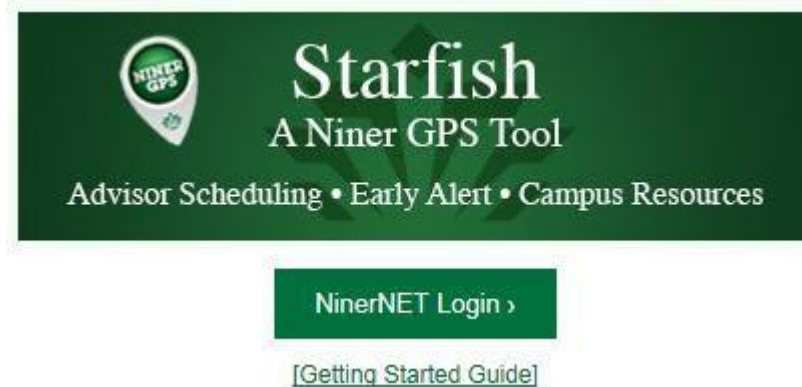 NINER
GPS
Starfish
A Niner GPS Tool
Advisor Scheduling • Early Alert • Campus Resources
NinerNET Login ›
[Getting Started Guide]